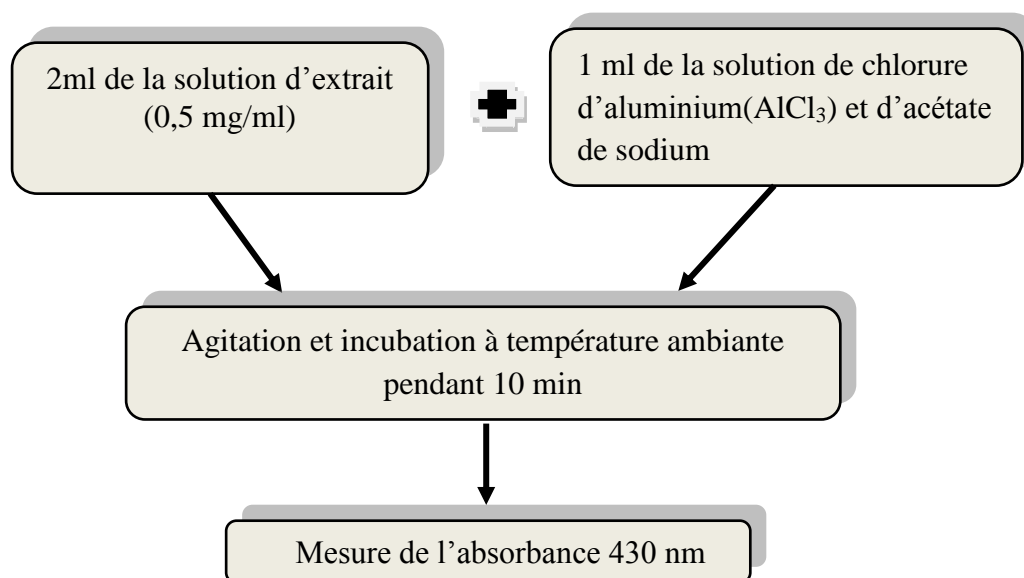 2ml de la solution d’extrait
(0,5 mg/ml)
1 ml de la solution de chlorure
d’aluminium(AlCl₃) et d’acétate
de sodium
Agitation et incubation à température ambiante
pendant 10 min
Mesure de l’absorbance 430 nm